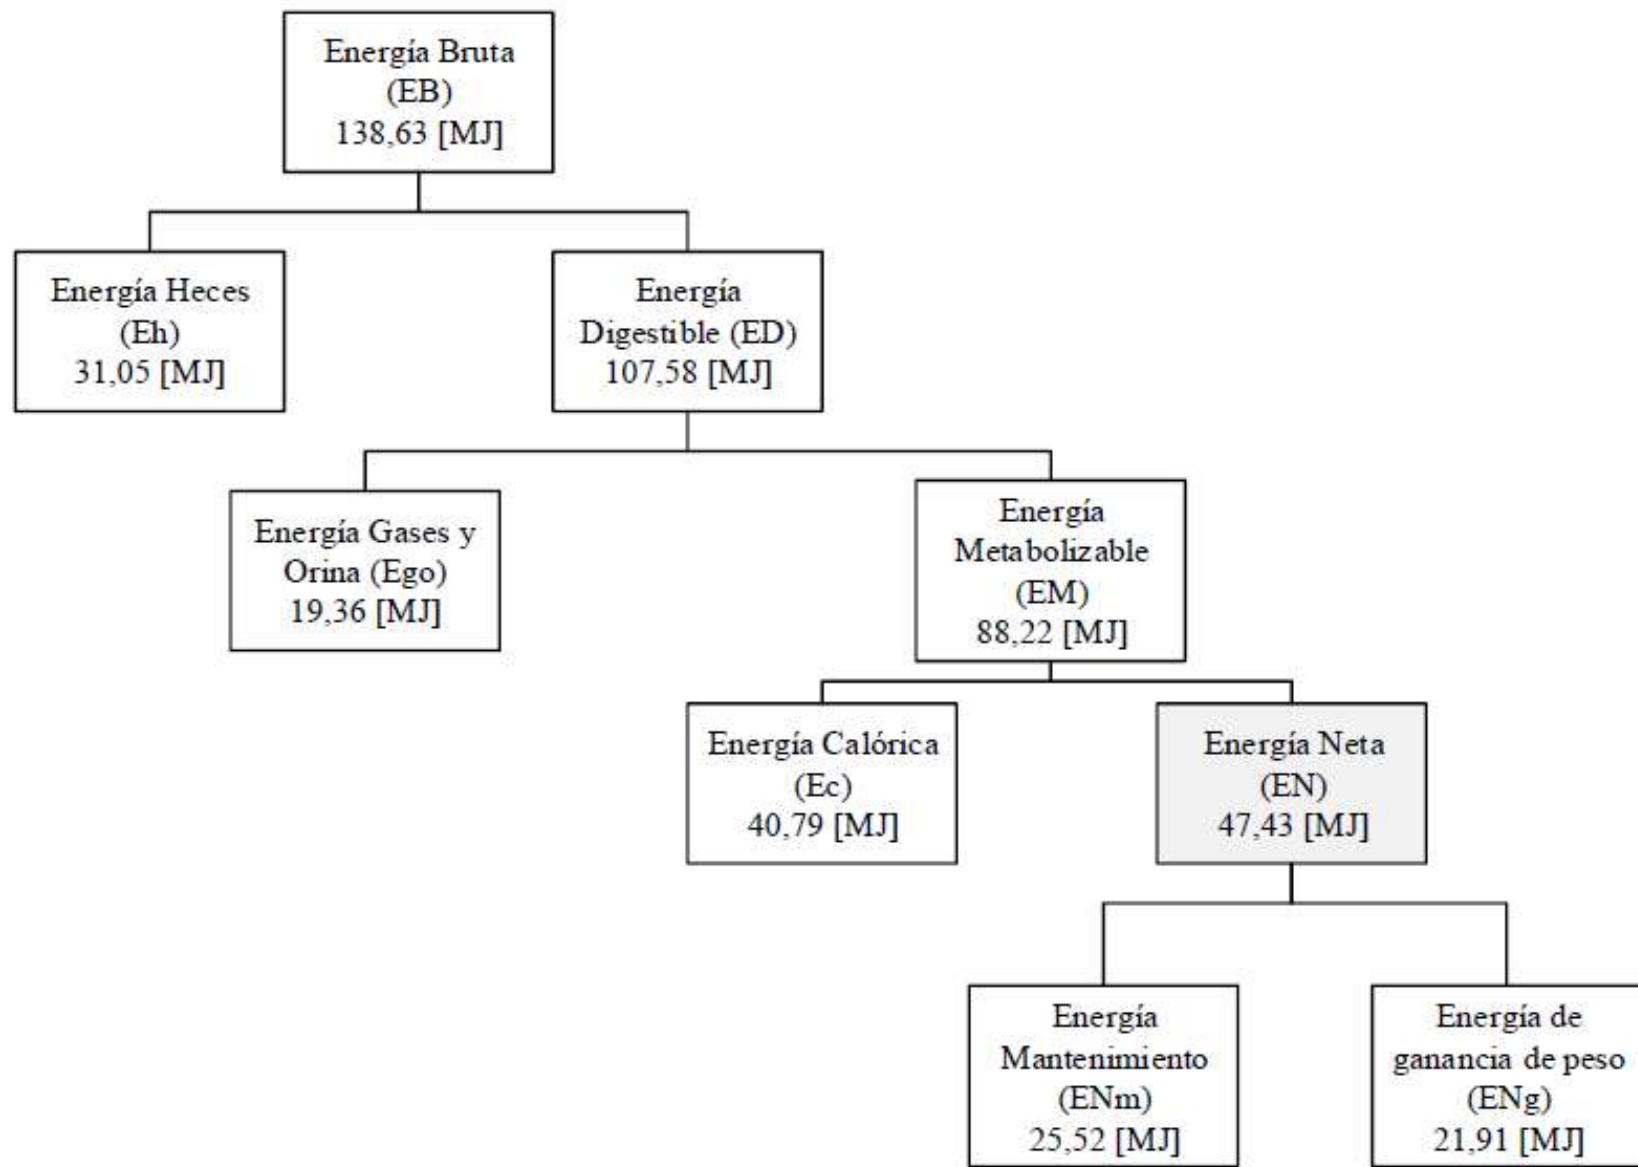 Energía Bruta
(EB)
138,63 [MJ]
Energía Heces
(Eh)
31,05 [MJ]
Energía
Digestible (ED)
107,58 [MJ]
Energía Gases y
Orina (Ego)
19,36 [MJ]
Energía
Metabolizable
(EM)
88,22 [MJ]
Energía Calórica
(Ec)
40,79 [MJ]
Energía Neta
(EN)
47,43 [MJ]
Energía
Mantenimiento
(ENm)
25,52 [MJ]
Energía de
ganancia de peso
(ENg)
21,91 [MJ]